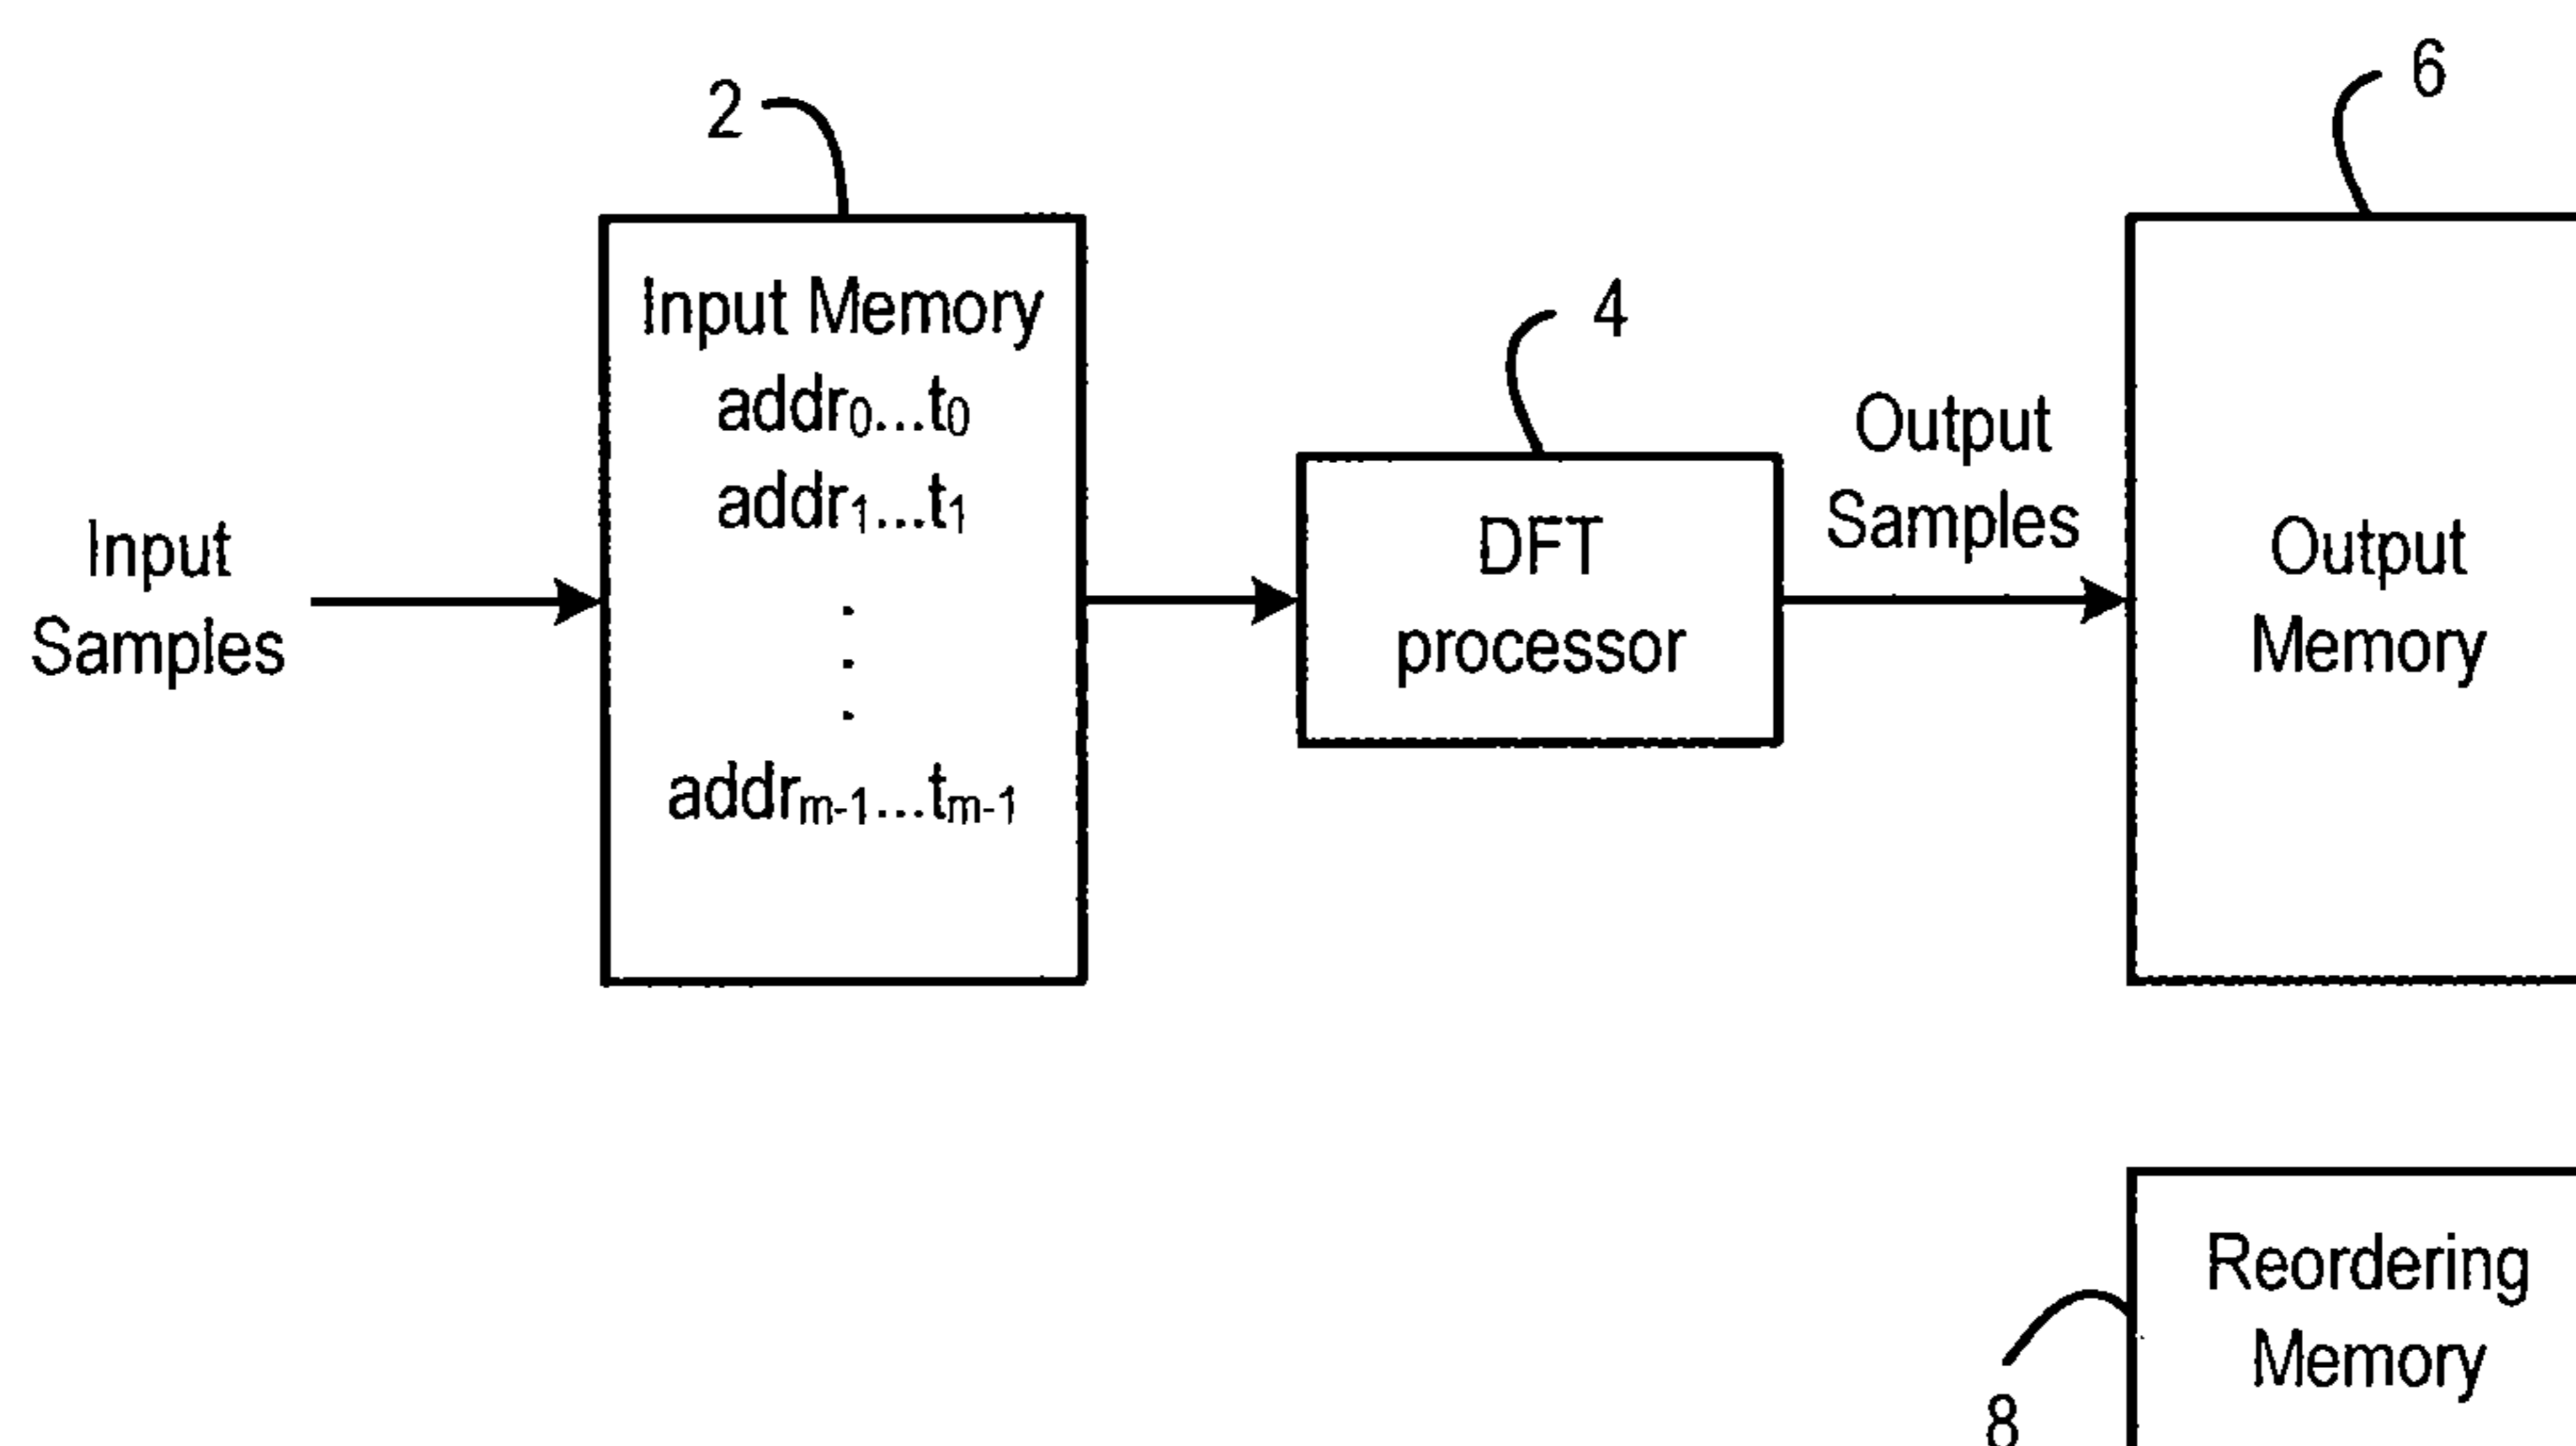 2
6
Input Memory
addr0...t0
addr1...t1
.
.
.
addrm-1...tm-1
4
Input
Samples
DFT
processor
Output
Samples
Output
Memory
Reordering
Memory
8